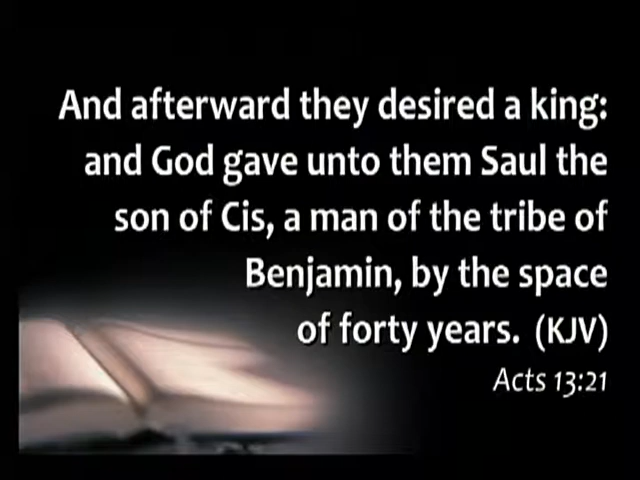 And afterward they desired a king:
and God gave unto them Saul the
son of Cis, a man of the tribe of
Benjamin, by the space
of forty years. (KJV)
Acts 13:21